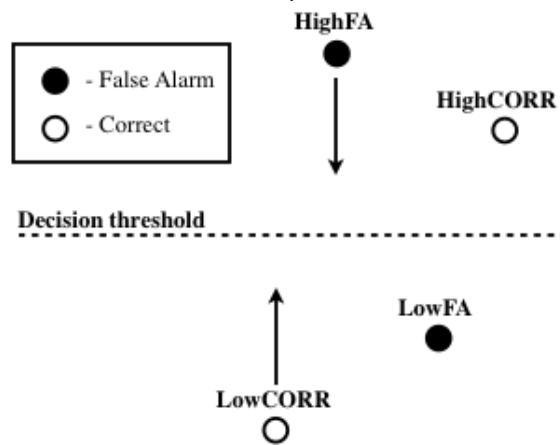 HighFA
- False Alarm
HighCORR
- Correct
Decision threshold
LowFA
LowCORR